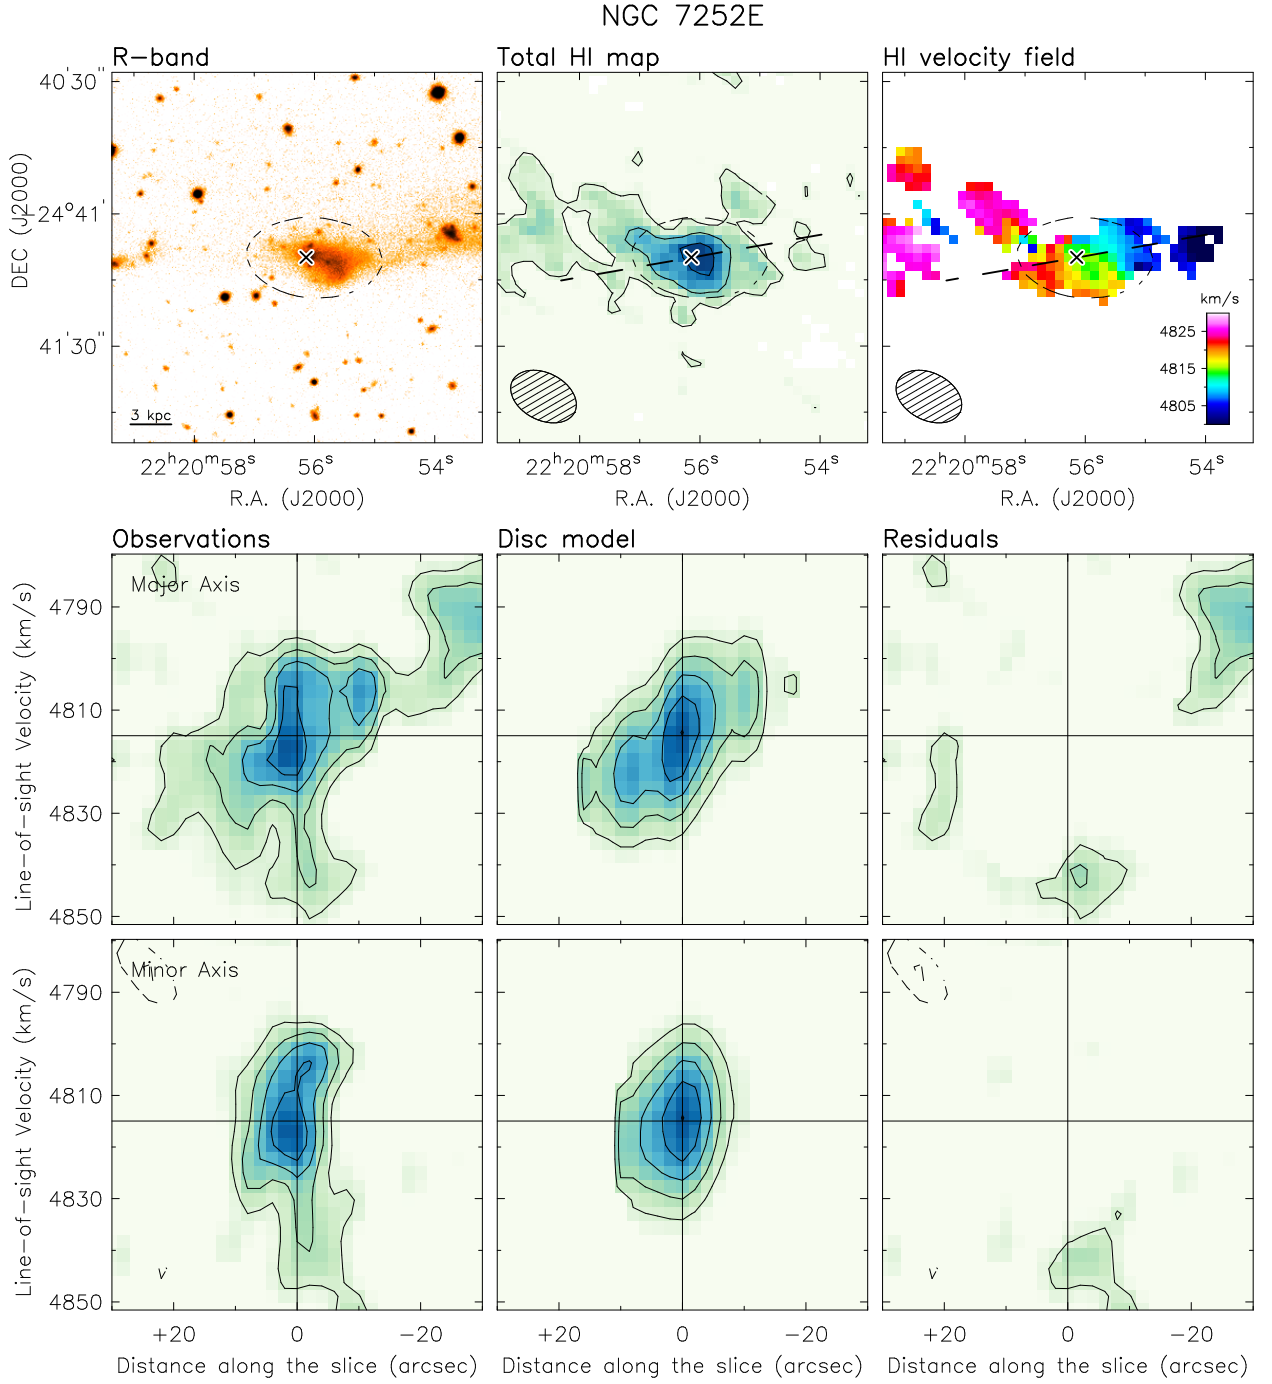 NGC 7252E
R-band
Total HI map
HI velocity field
40'30"
-24°41'
41'30"
DEC (J2000)
3 kpc
km/s
4825
4815
4805
22h20m58s
56s
54s
22h20m58s
56s
54s
22h20m58s
56s
54s
R.A. (J2000)
R.A. (J2000)
R.A. (J2000)
Observations
Disc model
Residuals
Major Axis
4790
4810
4830
4850
Line-of-sight Velocity (km/s)
Minor Axis
4790
4810
4830
4850
Line-of-sight Velocity (km/s)
+20
0
-20
+20
0
-20
+20
0
-20
Distance along the slice (arcsec)
Distance along the slice (arcsec)
Distance along the slice (arcsec)